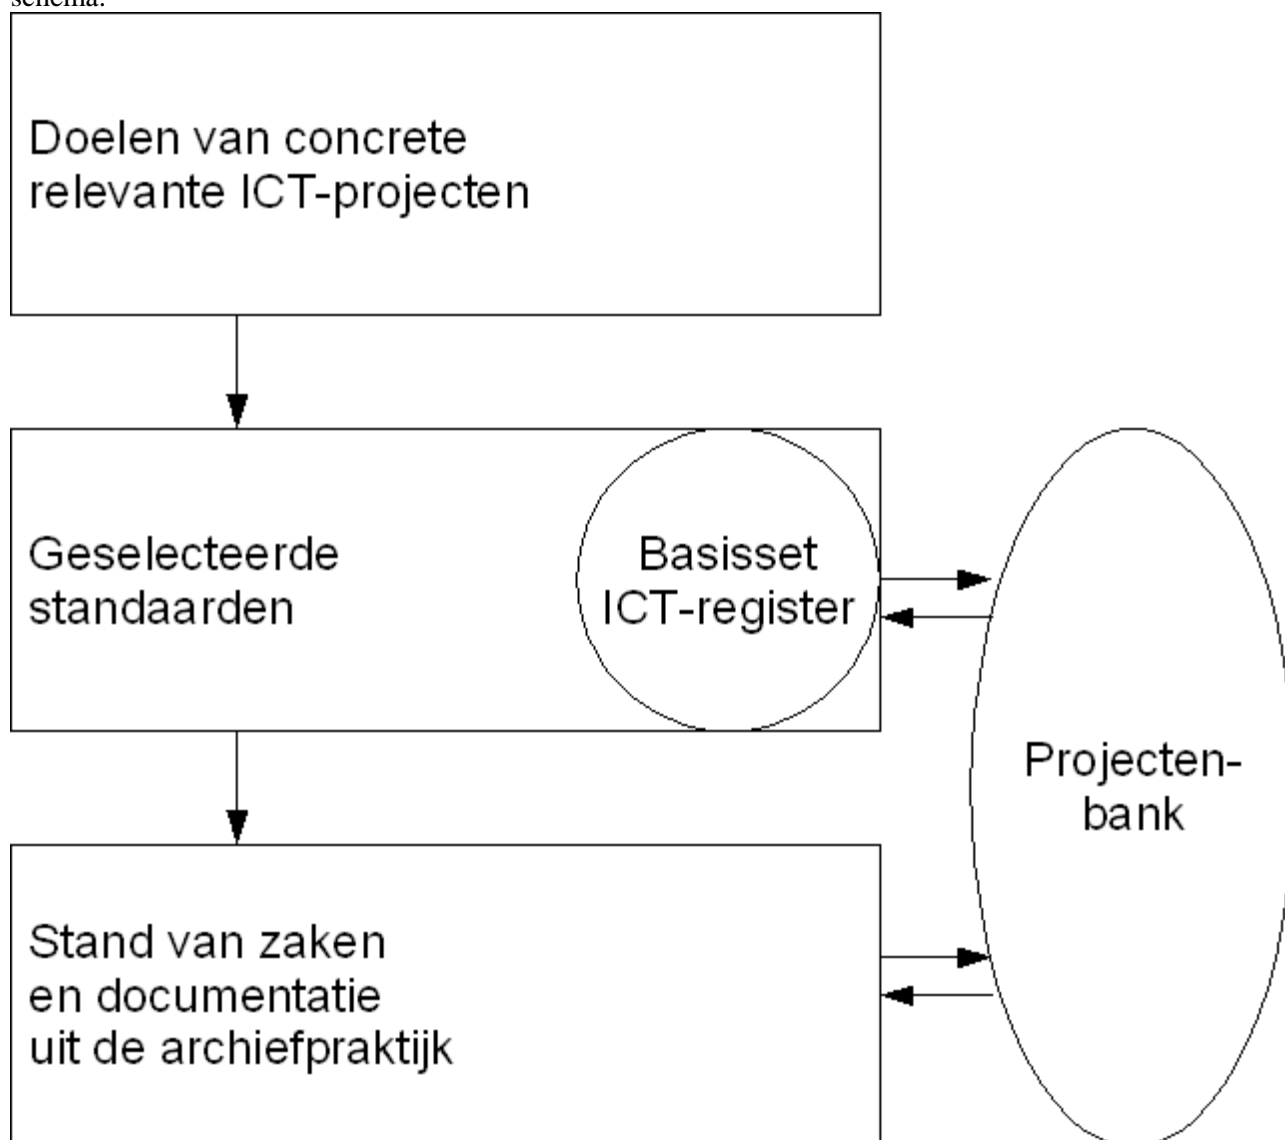 schema:
Doelen van concrete
relevante ICT-projecten
Geselecteerde
standaarden
Basisset
ICT-register
Projecten-
bank
Stand van zaken
en documentatie
uit de archiefpraktijk